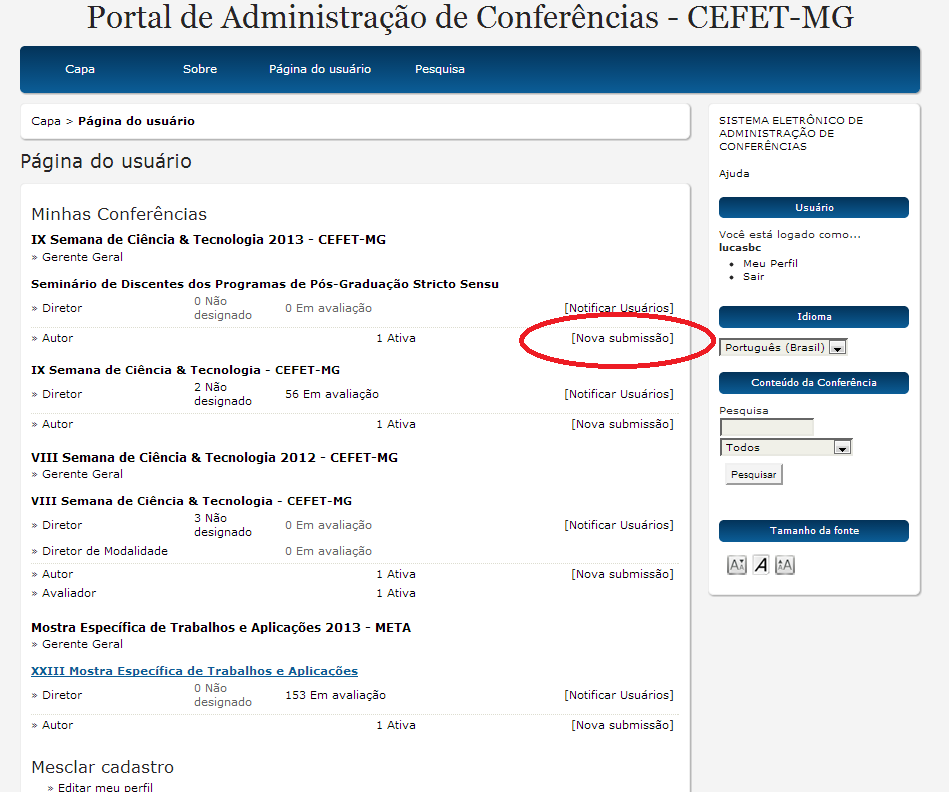 Portal de Administração de Conferências - CEFET-MG
Capa Sobre Página do usuário Pesquisa
Capa > Página do usuário
Página do usuário
Minhas Conferências
IX Semana de Ciência & Tecnologia 2013 - CEFET-MG
» Gerente Geral
Seminário de Discentes dos Programas de Pós-Graduação Stricto Sensu
» Diretor 0 Não designado 0 Em avaliação [Notificar Usuários]
» Autor 1 Ativa [Nova submissão]
IX Semana de Ciência & Tecnologia - CEFET-MG
» Diretor 2 Não designado 56 Em avaliação [Notificar Usuários]
» Autor 1 Ativa [Nova submissão]
VIII Semana de Ciência & Tecnologia 2012 - CEFET-MG
» Gerente Geral
VIII Semana de Ciência & Tecnologia - CEFET-MG
» Diretor 3 Não designado 0 Em avaliação [Notificar Usuários]
» Diretor de Modalidade 0 Em avaliação
» Autor 1 Ativa [Nova submissão]
» Avaliador 1 Ativa
Mostra Específica de Trabalhos e Aplicações 2013 - META
» Gerente Geral
XXIII Mostra Específica de Trabalhos e Aplicações
» Diretor 0 Não designado 153 Em avaliação [Notificar Usuários]
» Autor 1 Ativa [Nova submissão]
Mesclar cadastro
» Editar meu perfil
SISTEMA ELETRÔNICO DE
ADMINISTRAÇÃO DE
CONFERÊNCIAS
Ajuda
Usuário
Você está logado como...
lucasbc
• Meu Perfil
• Sair
Idioma
Português (Brasil)
Conteúdo da Conferência
Pesquisa
Todos
Pesquisar
Tamanho da fonte
A A A